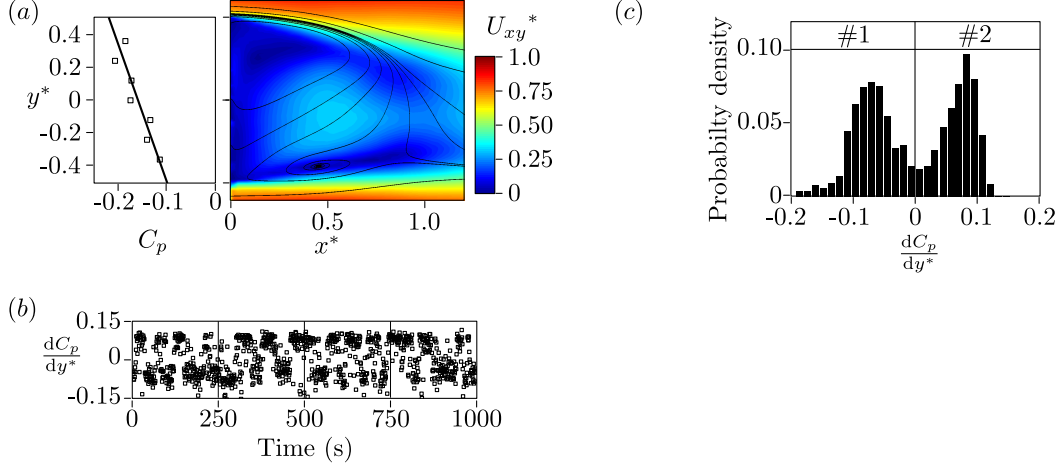 (a)
0.4
0.2
y*
0
-0.2
-0.4
-0.2 -0.1 0
C_p
0 0.5 1.0
x*
U_xy*
1.0
0.75
0.50
0.25
0
(b)
0.15
dC_p
dy*
0
-0.15
0 250 500 750 1000
Time (s)
(c)
#1 #2
0.10
Probabilty density
0.05
0
-0.2 -0.1 0 0.1 0.2
dC_p
dy*